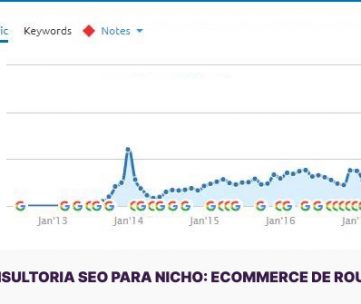 ic Keywords Notes
Jan'13 Jan'14 Jan'15 Jan'16 Jan'
NSULTORIA SEO PARA NICHO: ECOMMERCE DE ROU